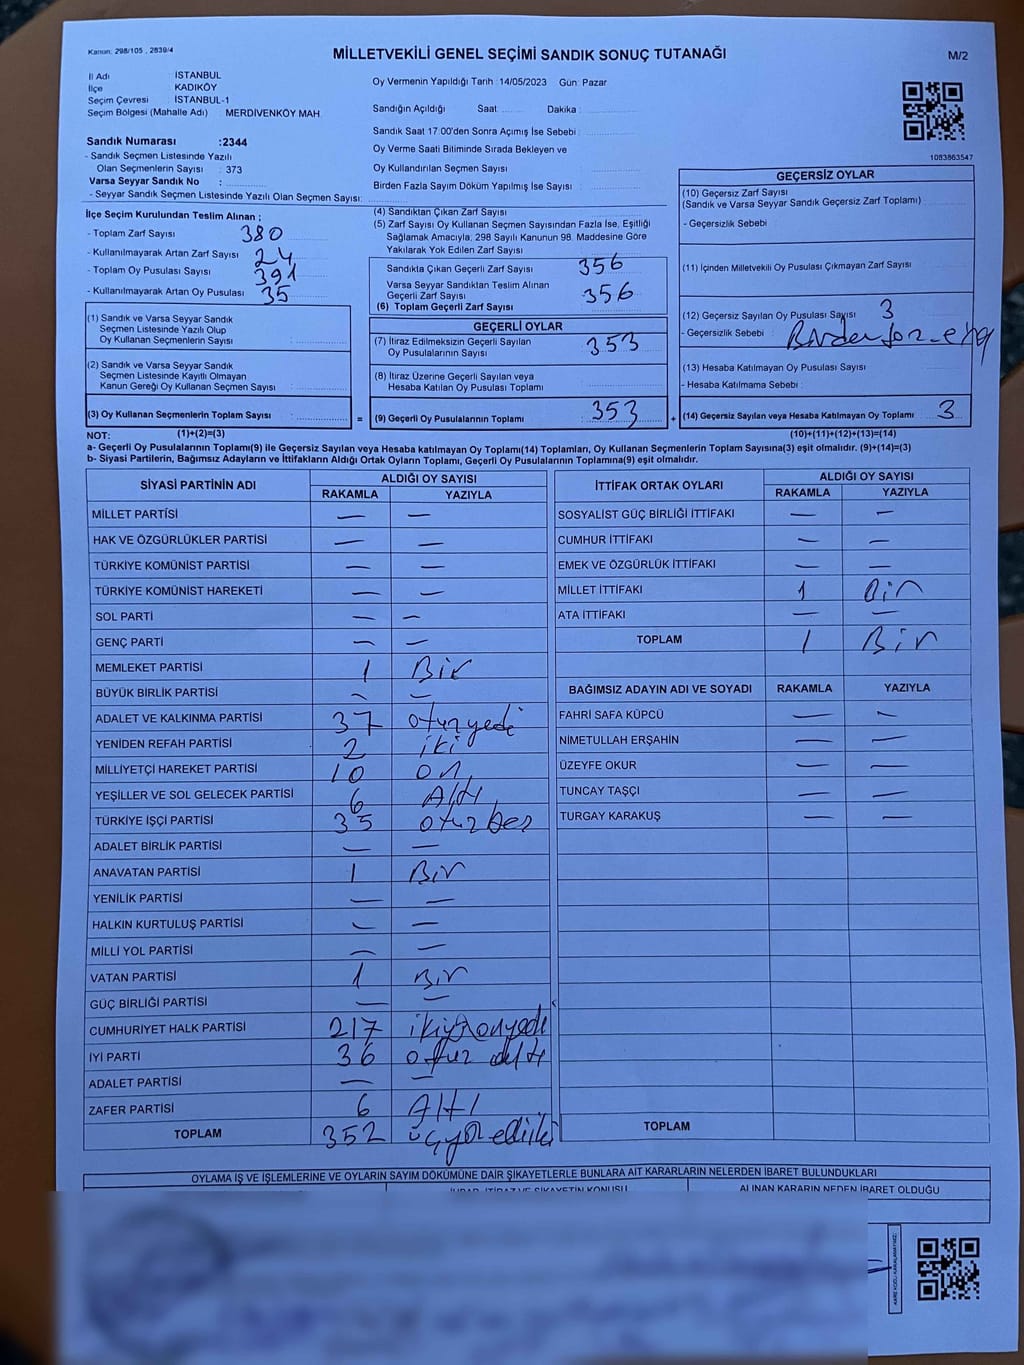 Kanun: 298/105 , 2839/4
MİLLETVEKİLİ GENEL SEÇİMİ SANDIK SONUÇ TUTANAĞI
M/2
İl Adı : İSTANBUL
İlçe : KADIKÖY
Seçim Çevresi : İSTANBUL-1
Seçim Bölgesi (Mahalle Adı) : MERDİVENKÖY MAH.
Sandık Numarası :2344
- Sandık Seçmen Listesinde Yazılı
Olan Seçmenlerin Sayısı : 373
Varsa Seyyar Sandık No :
- Seyyar Sandık Seçmen Listesinde Yazılı Olan Seçmen Sayısı:
Oy Vermenin Yapıldığı Tarih : 14/05/2023 Gün: Pazar
Sandığın Açıldığı Saat: Dakika:
Sandık Saat 17.00'den Sonra Açımış İse Sebebi :
Oy Verme Saati Bitiminde Sırada Bekleyen ve
Oy Kullandırılan Seçmen Sayısı
Birden Fazla Sayım Döküm Yapılmış İse Sayısı :
1083863547
İlçe Seçim Kurulundan Teslim Alınan ;
- Toplam Zarf Sayısı : 380
- Kullanılmayarak Artan Zarf Sayısı : 24
- Toplam Oy Pusulası Sayısı : 391
- Kullanılmayarak Artan Oy Pusulası : 35
(4) Sandıktan Çıkan Zarf Sayısı :
(5) Zarf Sayısı Oy Kullanan Seçmen Sayısından Fazla İse, Eşitliği
Sağlamak Amacıyla; 298 Sayılı Kanunun 98. Maddesine Göre
Yakılarak Yok Edilen Zarf Sayısı :
Sandıkta Çıkan Geçerli Zarf Sayısı : 356
Varsa Seyyar Sandıktan Teslim Alınan
Geçerli Zarf Sayısı : 356
(6) Toplam Geçerli Zarf Sayısı :
GEÇERSİZ OYLAR
(10) Geçersiz Zarf Sayısı
(Sandık ve Varsa Seyyar Sandık Geçersiz Zarf Toplamı) :
- Geçersizlik Sebebi :
(11) İçinden Milletvekili Oy Pusulası Çıkmayan Zarf Sayısı :
(12) Geçersiz Sayılan Oy Pusulası Sayısı : 3
- Geçersizlik Sebebi :
(13) Hesaba Katılmayan Oy Pusulası Sayısı :
- Hesaba Katılmama Sebebi :
(14) Geçersiz Sayılan veya Hesaba Katılmayan Oy Toplamı : 3
(1) Sandık ve Varsa Seyyar Sandık
Seçmen Listesinde Yazılı Olup
Oy Kullanan Seçmenlerin Sayısı :
(2) Sandık ve Varsa Seyyar Sandık
Seçmen Listesinde Kayıtlı Olmayan
Kanun Gereği Oy Kullanan Seçmen Sayısı :
(3) Oy Kullanan Seçmenlerin Toplam Sayısı :
=
GEÇERLİ OYLAR
(7) İtiraz Edilmeksizin Geçerli Sayılan
Oy Pusulalarının Sayısı : 353
(8) İtiraz Üzerine Geçerli Sayılan veya
Hesaba Katılan Oy Pusulası Toplamı :
(9) Geçerli Oy Pusulalarının Toplamı : 353
+
NOT: (1)+(2)=(3) (10)+(11)+(12)+(13)=(14)
a- Geçerli Oy Pusulalarının Toplamı(9) ile Geçersiz Sayılan veya Hesaba katılmayan Oy Toplamı(14) Toplamları, Oy Kullanan Seçmenlerin Toplam Sayısına(3) eşit olmalıdır. (9)+(14)=(3)
b- Siyasi Partilerin, Bağımsız Adayların ve İttifakların Aldığı Ortak Oyların Toplamı, Geçerli Oy Pusulalarının Toplamına(9) eşit olmalıdır.
SİYASİ PARTİNİN ADI ALDIĞI OY SAYISI
RAKAMLA YAZIYLA
MİLLET PARTİSİ — —
HAK VE ÖZGÜRLÜKLER PARTİSİ — —
TÜRKİYE KOMÜNİST PARTİSİ — —
TÜRKİYE KOMÜNİST HAREKETİ — —
SOL PARTİ — —
GENÇ PARTİ — —
MEMLEKET PARTİSİ 1 Bir
BÜYÜK BİRLİK PARTİSİ — —
ADALET VE KALKINMA PARTİSİ 37 otuzyedi
YENİDEN REFAH PARTİSİ 2 iki
MİLLİYETÇİ HAREKET PARTİSİ 10 on
YEŞİLLER VE SOL GELECEK PARTİSİ 6 Altı
TÜRKİYE İŞÇİ PARTİSİ 35 otuzbeş
ADALET BİRLİK PARTİSİ — —
ANAVATAN PARTİSİ 1 Bir
YENİLİK PARTİSİ — —
HALKIN KURTULUŞ PARTİSİ — —
MİLLİ YOL PARTİSİ — —
VATAN PARTİSİ 1 Bir
GÜÇ BİRLİĞİ PARTİSİ — —
CUMHURİYET HALK PARTİSİ 217 ikiyüzonyedi
İYİ PARTİ 36 otuz altı
ADALET PARTİSİ — —
ZAFER PARTİSİ 6 Altı
TOPLAM 352 üçyüz elliiki
İTTİFAK ORTAK OYLARI ALDIĞI OY SAYISI
RAKAMLA YAZIYLA
SOSYALİST GÜÇ BİRLİĞİ İTTİFAKI — —
CUMHUR İTTİFAKI — —
EMEK VE ÖZGÜRLÜK İTTİFAKI — —
MİLLET İTTİFAKI 1 Bir
ATA İTTİFAKI — —
TOPLAM 1 Bir
BAĞIMSIZ ADAYIN ADI VE SOYADI RAKAMLA YAZIYLA
FAHRİ SAFA KÜPCÜ — —
NİMETULLAH ERŞAHİN — —
ÜZEYFE OKUR — —
TUNCAY TAŞÇI — —
TURGAY KARAKUŞ — —
TOPLAM
OYLAMA İŞ VE İŞLEMLERİNE VE OYLARIN SAYIM DÖKÜMÜNE DAİR ŞİKAYETLERLE BUNLARA AİT KARARLARIN NELERDEN İBARET BULUNDUKLARI
ALINAN KARARIN NEDEN İBARET OLDUĞU